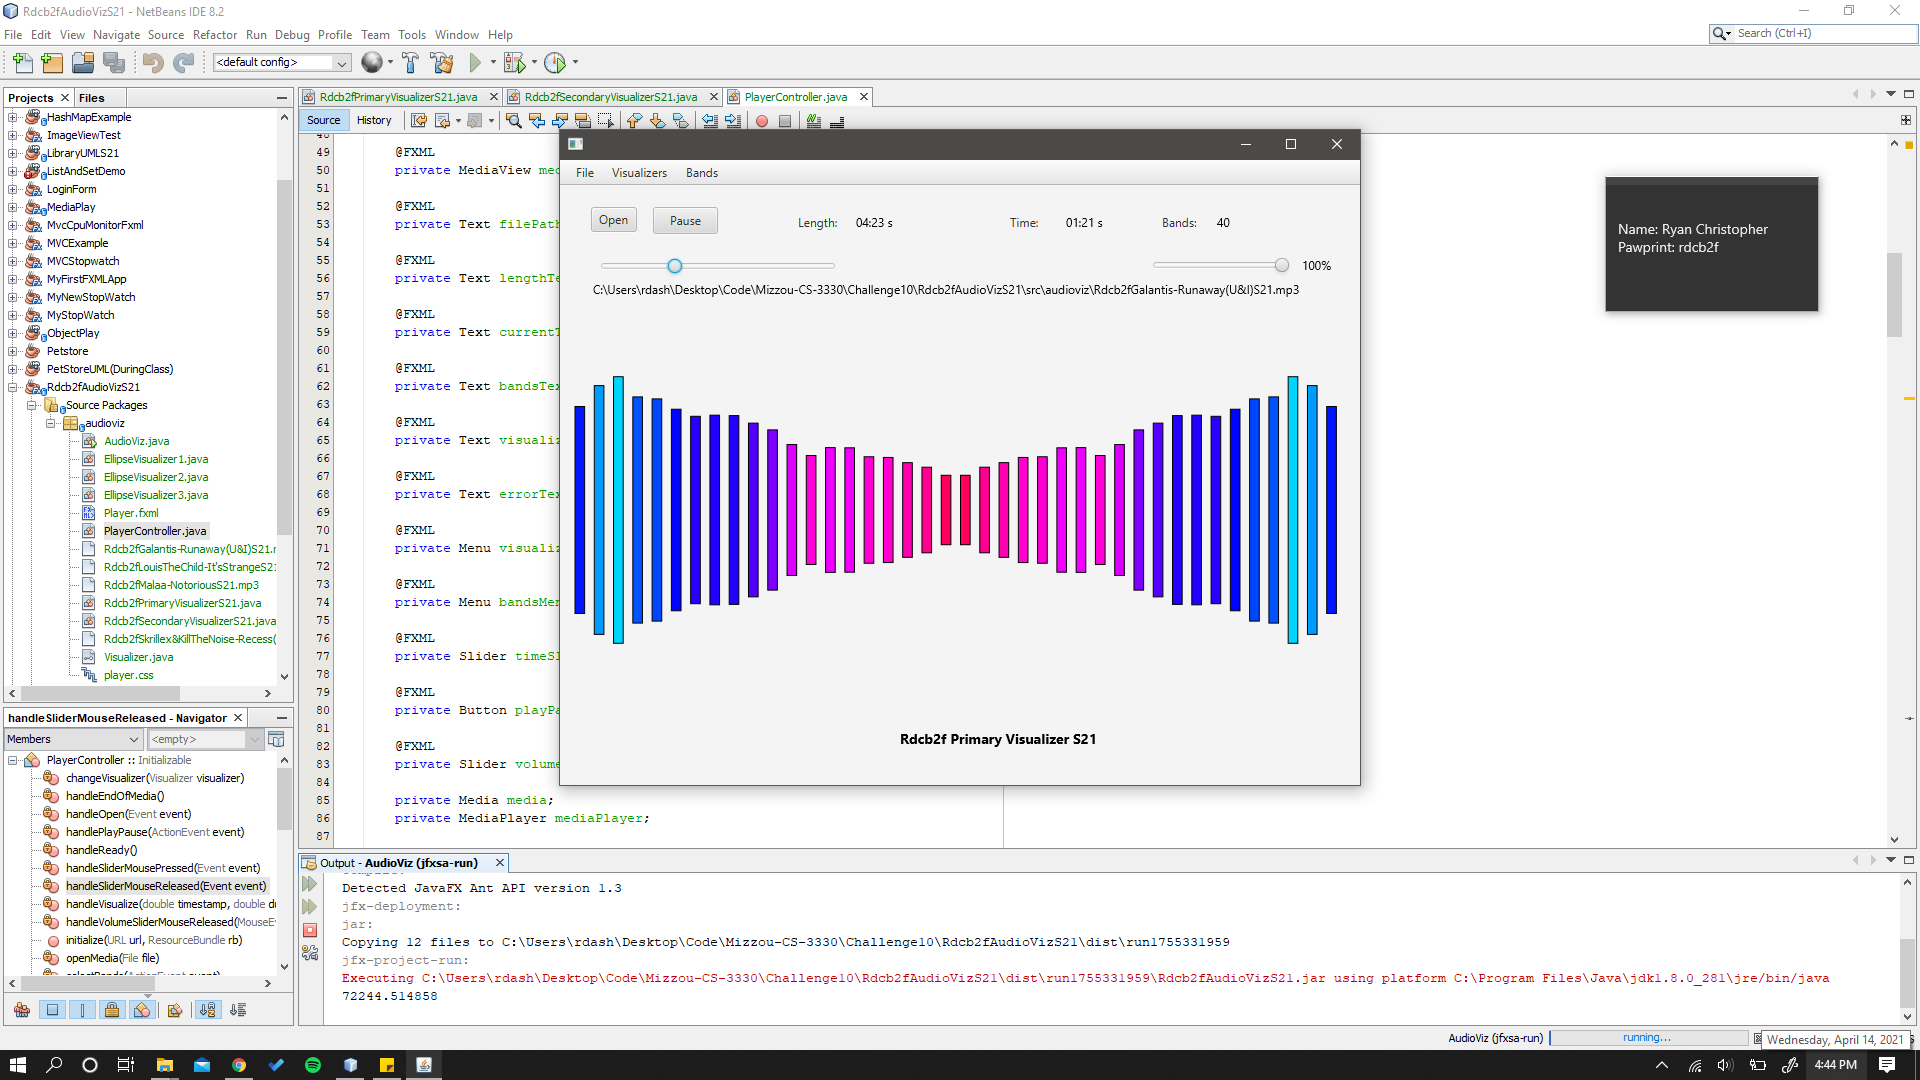 Rdcb2fAudioVizS21 - NetBeans IDE 8.2
File Edit View Navigate Source Refactor Run Debug Profile Team Tools Window Help
Search (Ctrl+I)
<default config>
Projects Files
HashMapExample
ImageViewTest
LibraryUMLS21
ListAndSetDemo
LoginForm
MediaPlay
MvcCpuMonitorFxml
MVCExample
MVCStopwatch
MyFirstFXMLApp
MyNewStopWatch
MyStopWatch
ObjectPlay
Petstore
PetStoreUML(DuringClass)
Rdcb2fAudioVizS21
Source Packages
audioviz
AudioViz.java
EllipseVisualizer1.java
EllipseVisualizer2.java
EllipseVisualizer3.java
Player.fxml
PlayerController.java
Rdcb2fGalantis-Runaway(U&I)S21.r
Rdcb2fLouisTheChild-It'sStrangeS21
Rdcb2fMalaa-NotoriousS21.mp3
Rdcb2fPrimaryVisualizerS21.java
Rdcb2fSecondaryVisualizerS21.java
Rdcb2fSkrillex&KillTheNoise-Recess(
Visualizer.java
player.css
handleSliderMouseReleased - Navigator
Members <empty>
PlayerController :: Initializable
changeVisualizer(Visualizer visualizer)
handleEndOfMedia()
handleOpen(Event event)
handlePlayPause(ActionEvent event)
handleReady()
handleSliderMousePressed(Event event)
handleSliderMouseReleased(Event event)
handleVisualize(double timestamp, double du
handleVolumeSliderMouseReleased(MouseE
initialize(URL url, ResourceBundle rb)
openMedia(File file)
selectBands(ActionEvent event)
Rdcb2fPrimaryVisualizerS21.java Rdcb2fSecondaryVisualizerS21.java PlayerController.java
Source History
48
49 @FXML
50 private MediaView med
51
52 @FXML
53 private Text filePath
54
55 @FXML
56 private Text lengthTe
57
58 @FXML
59 private Text currentT
60
61 @FXML
62 private Text bandsTex
63
64 @FXML
65 private Text visualiz
66
67 @FXML
68 private Text errorTex
69
70 @FXML
71 private Menu visualiz
72
73 @FXML
74 private Menu bandsMen
75
76 @FXML
77 private Slider timeSl
78
79 @FXML
80 private Button playPa
81
82 @FXML
83 private Slider volume
84
85 private Media media;
86 private MediaPlayer mediaPlayer;
87
File Visualizers Bands
Open Pause Length: 04:23 s Time: 01:21 s Bands: 40
100%
C:\Users\rdash\Desktop\Code\Mizzou-CS-3330\Challenge10\Rdcb2fAudioVizS21\src\audioviz\Rdcb2fGalantis-Runaway(U&I)S21.mp3
Rdcb2f Primary Visualizer S21
Name: Ryan Christopher
Pawprint: rdcb2f
Output - AudioViz (jfxsa-run)
compile:
Detected JavaFX Ant API version 1.3
jfx-deployment:
jar:
Copying 12 files to C:\Users\rdash\Desktop\Code\Mizzou-CS-3330\Challenge10\Rdcb2fAudioVizS21\dist\run1755331959
jfx-project-run:
Executing C:\Users\rdash\Desktop\Code\Mizzou-CS-3330\Challenge10\Rdcb2fAudioVizS21\dist\run1755331959\Rdcb2fAudioVizS21.jar using platform C:\Program Files\Java\jdk1.8.0_281\jre/bin/java
72244.514858
AudioViz (jfxsa-run) running...
Wednesday, April 14, 2021
4:44 PM